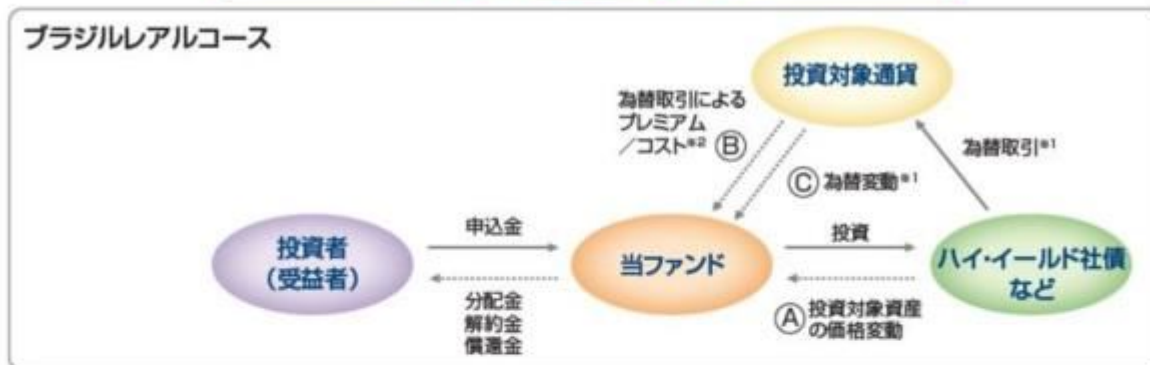 ブラジルレアルコース
投資対象通貨
為替取引による
プレミアム
／コスト※2 Ⓑ
為替取引※1
Ⓒ 為替変動※1
投資者
（受益者）
申込金
分配金
解約金
償還金
当ファンド
投資
Ⓐ 投資対象資産
の価格変動
ハイ・イールド社債
など